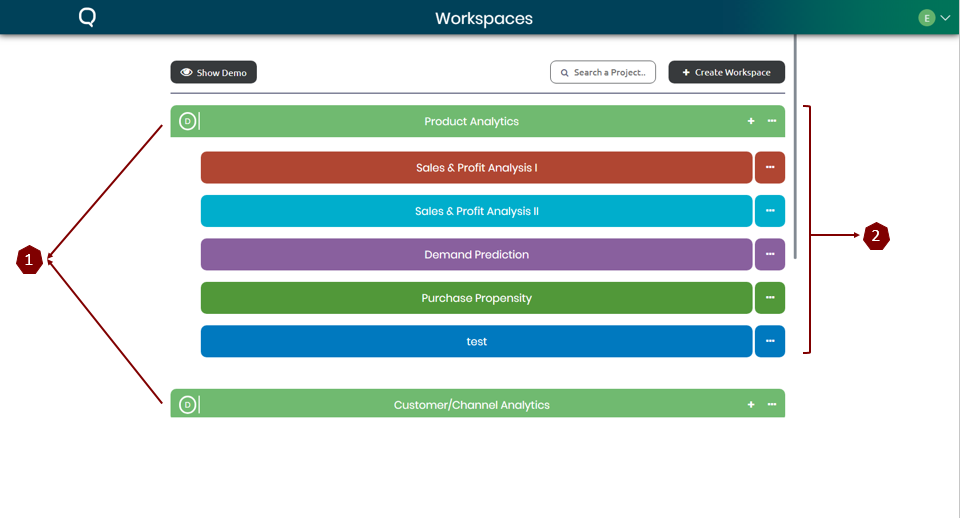 Q
Workspaces
E
Show Demo
Search a Project..
+ Create Workspace
D
Product Analytics
Sales & Profit Analysis I
Sales & Profit Analysis II
1
2
Demand Prediction
Purchase Propensity
test
D
Customer/Channel Analytics